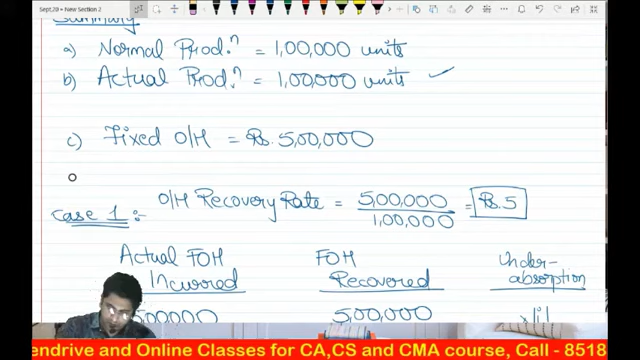 Sept.20 New Section 2
Summary
a) Normal Prod.n = 1,00,000 units
b) Actual Prod.n = 1,00,000 units ✓
c) Fixed O/H = Rs. 5,00,000
O/H Recovery Rate = 5,00,000 / 1,00,000 = Rs. 5
Case 1 :-
Actual FOH Incurred FOH Recovered Under-absorption
5,00,000 5,00,000 Nil
endrive and Online Classes for CA,CS and CMA course, Call - 8518